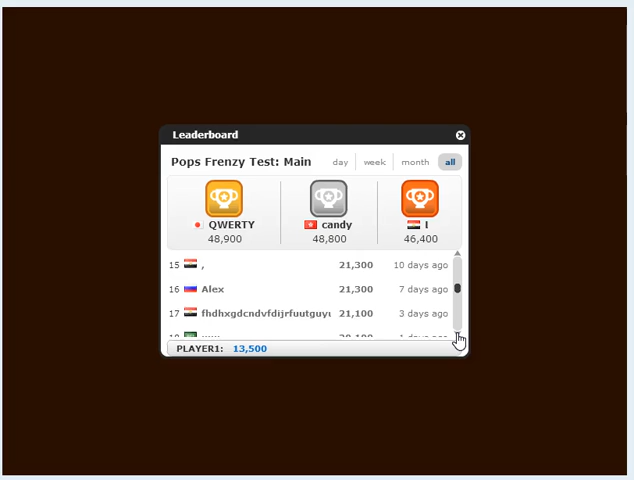 Leaderboard
Pops Frenzy Test: Main day week month all
QWERTY candy l
48,900 48,800 46,400
15 , 21,300 10 days ago
16 Alex 21,300 7 days ago
17 fhdhxgdcndvfdijrfuutguyu 21,100 3 days ago
PLAYER1: 13,500